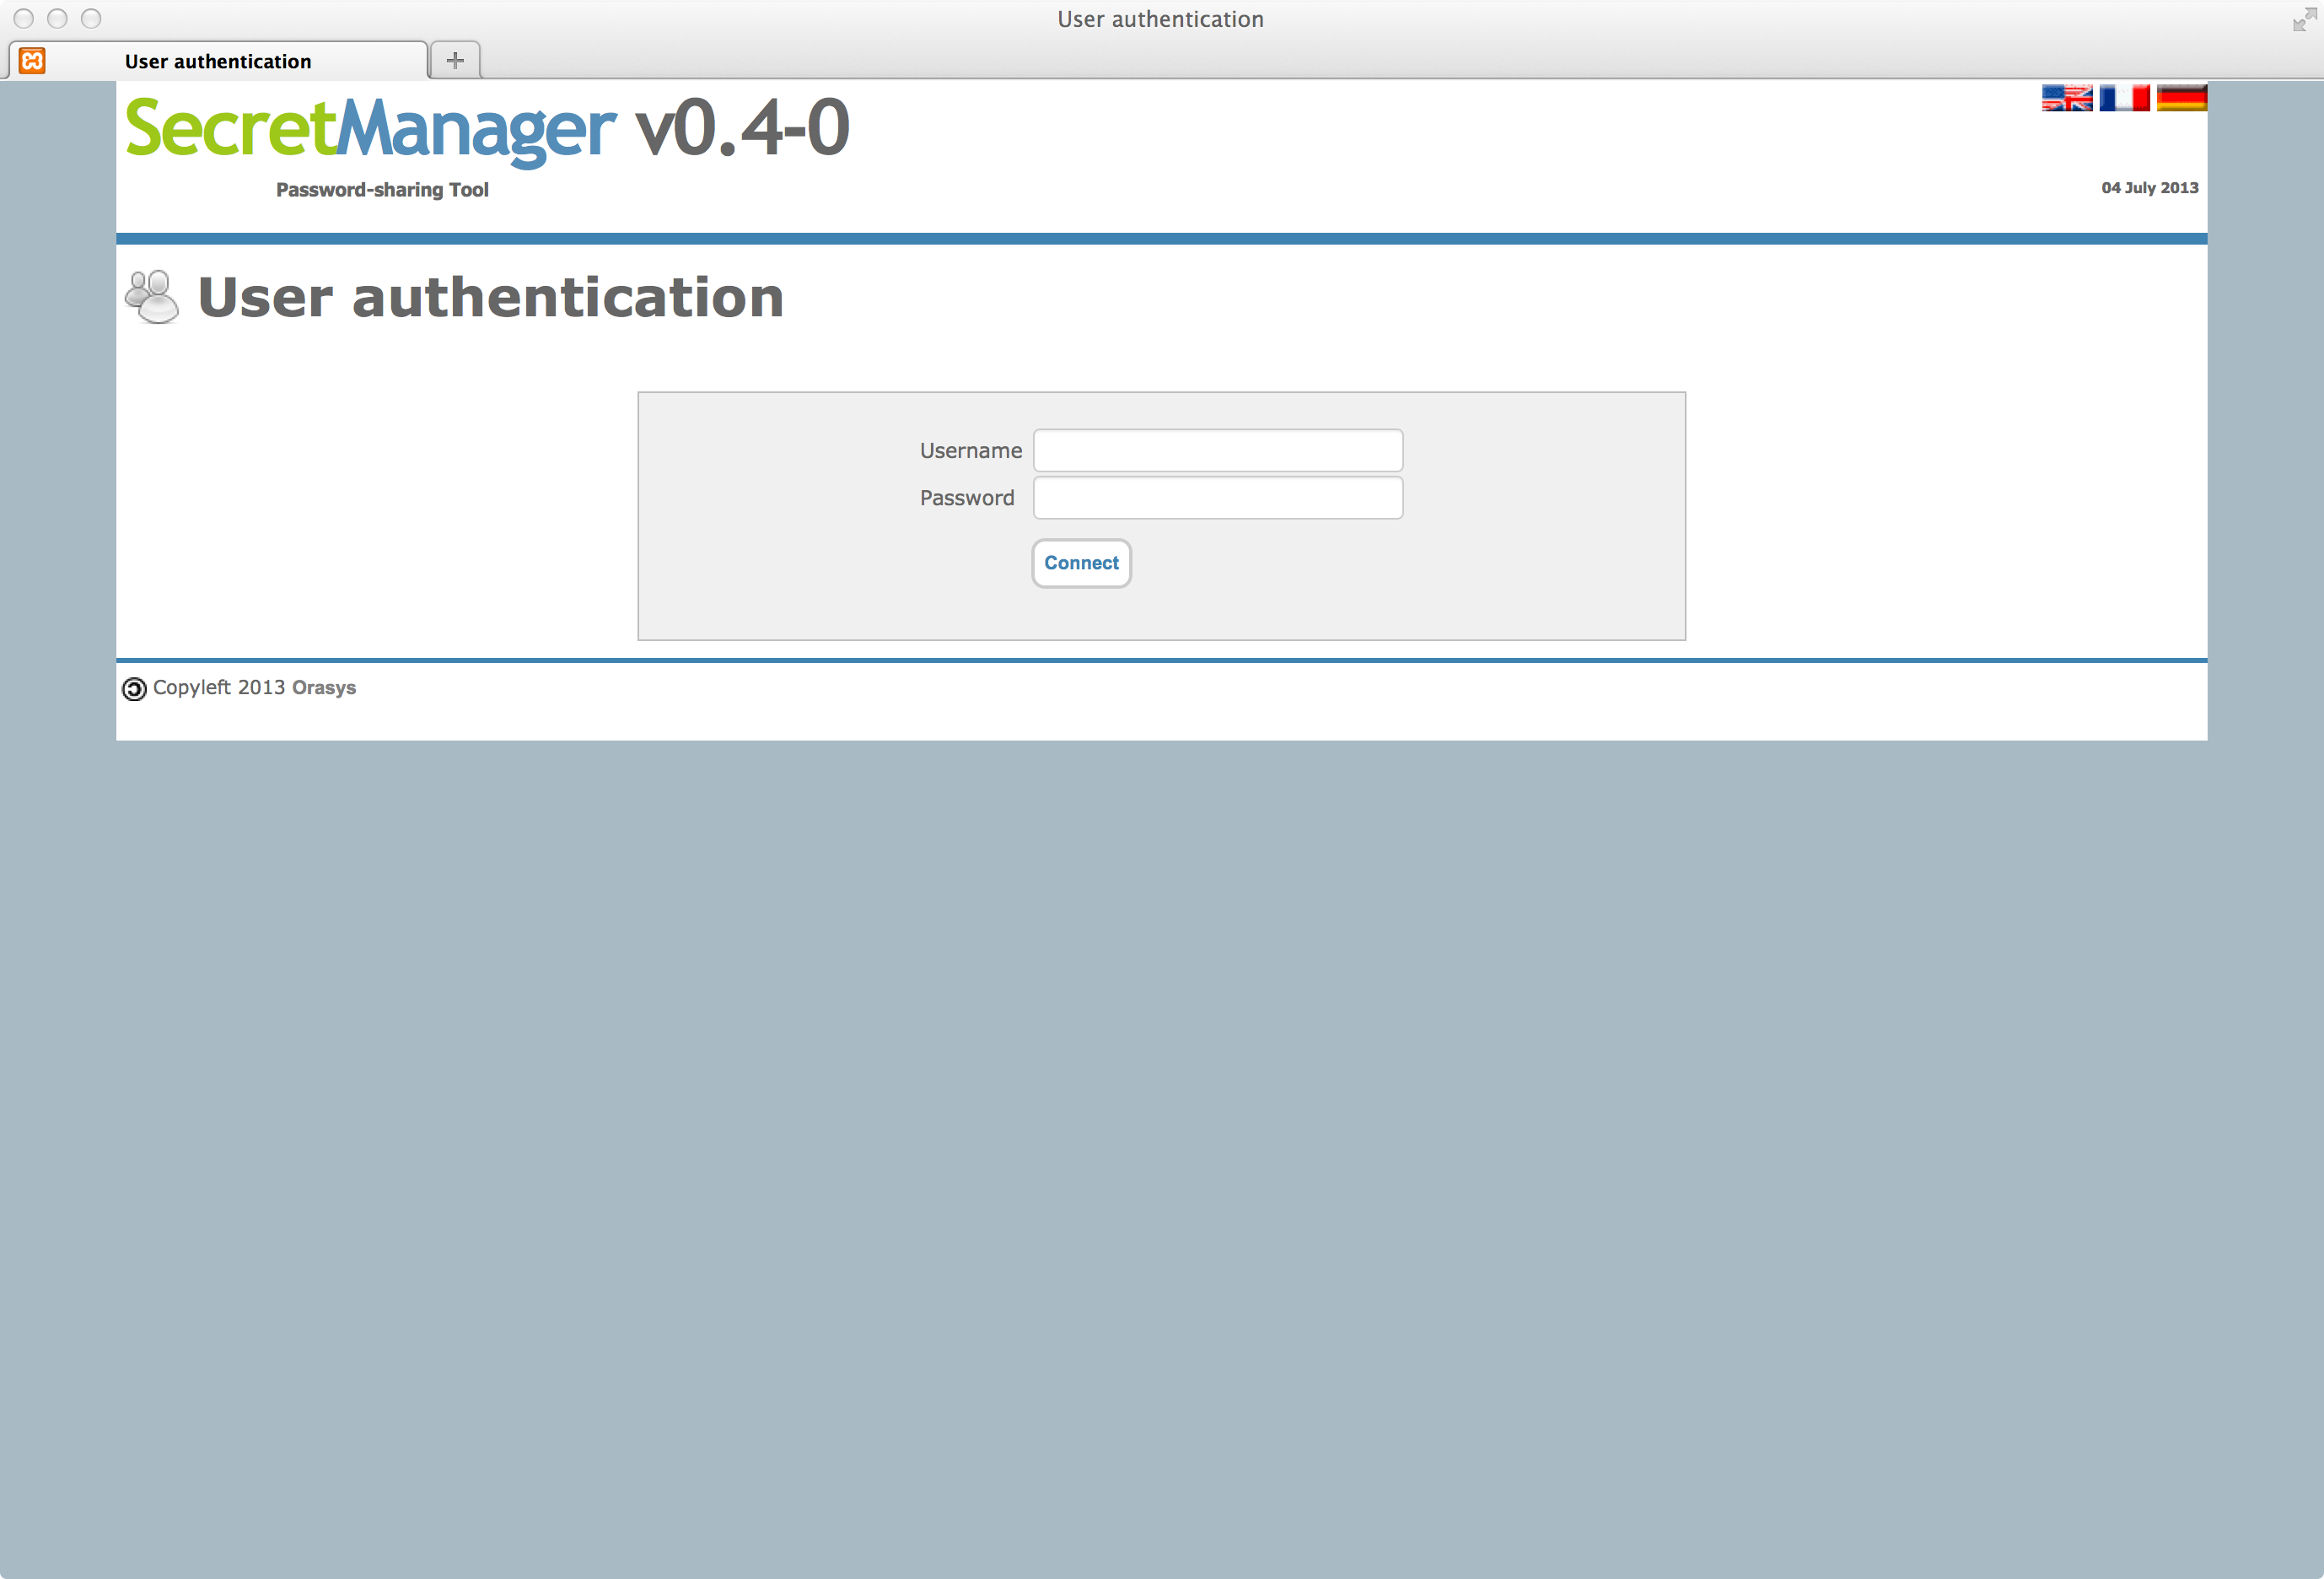 User authentication
User authentication
SecretManager v0.4-0
Password-sharing Tool
04 July 2013
User authentication
Username
Password
Connect
Copyleft 2013 Orasys